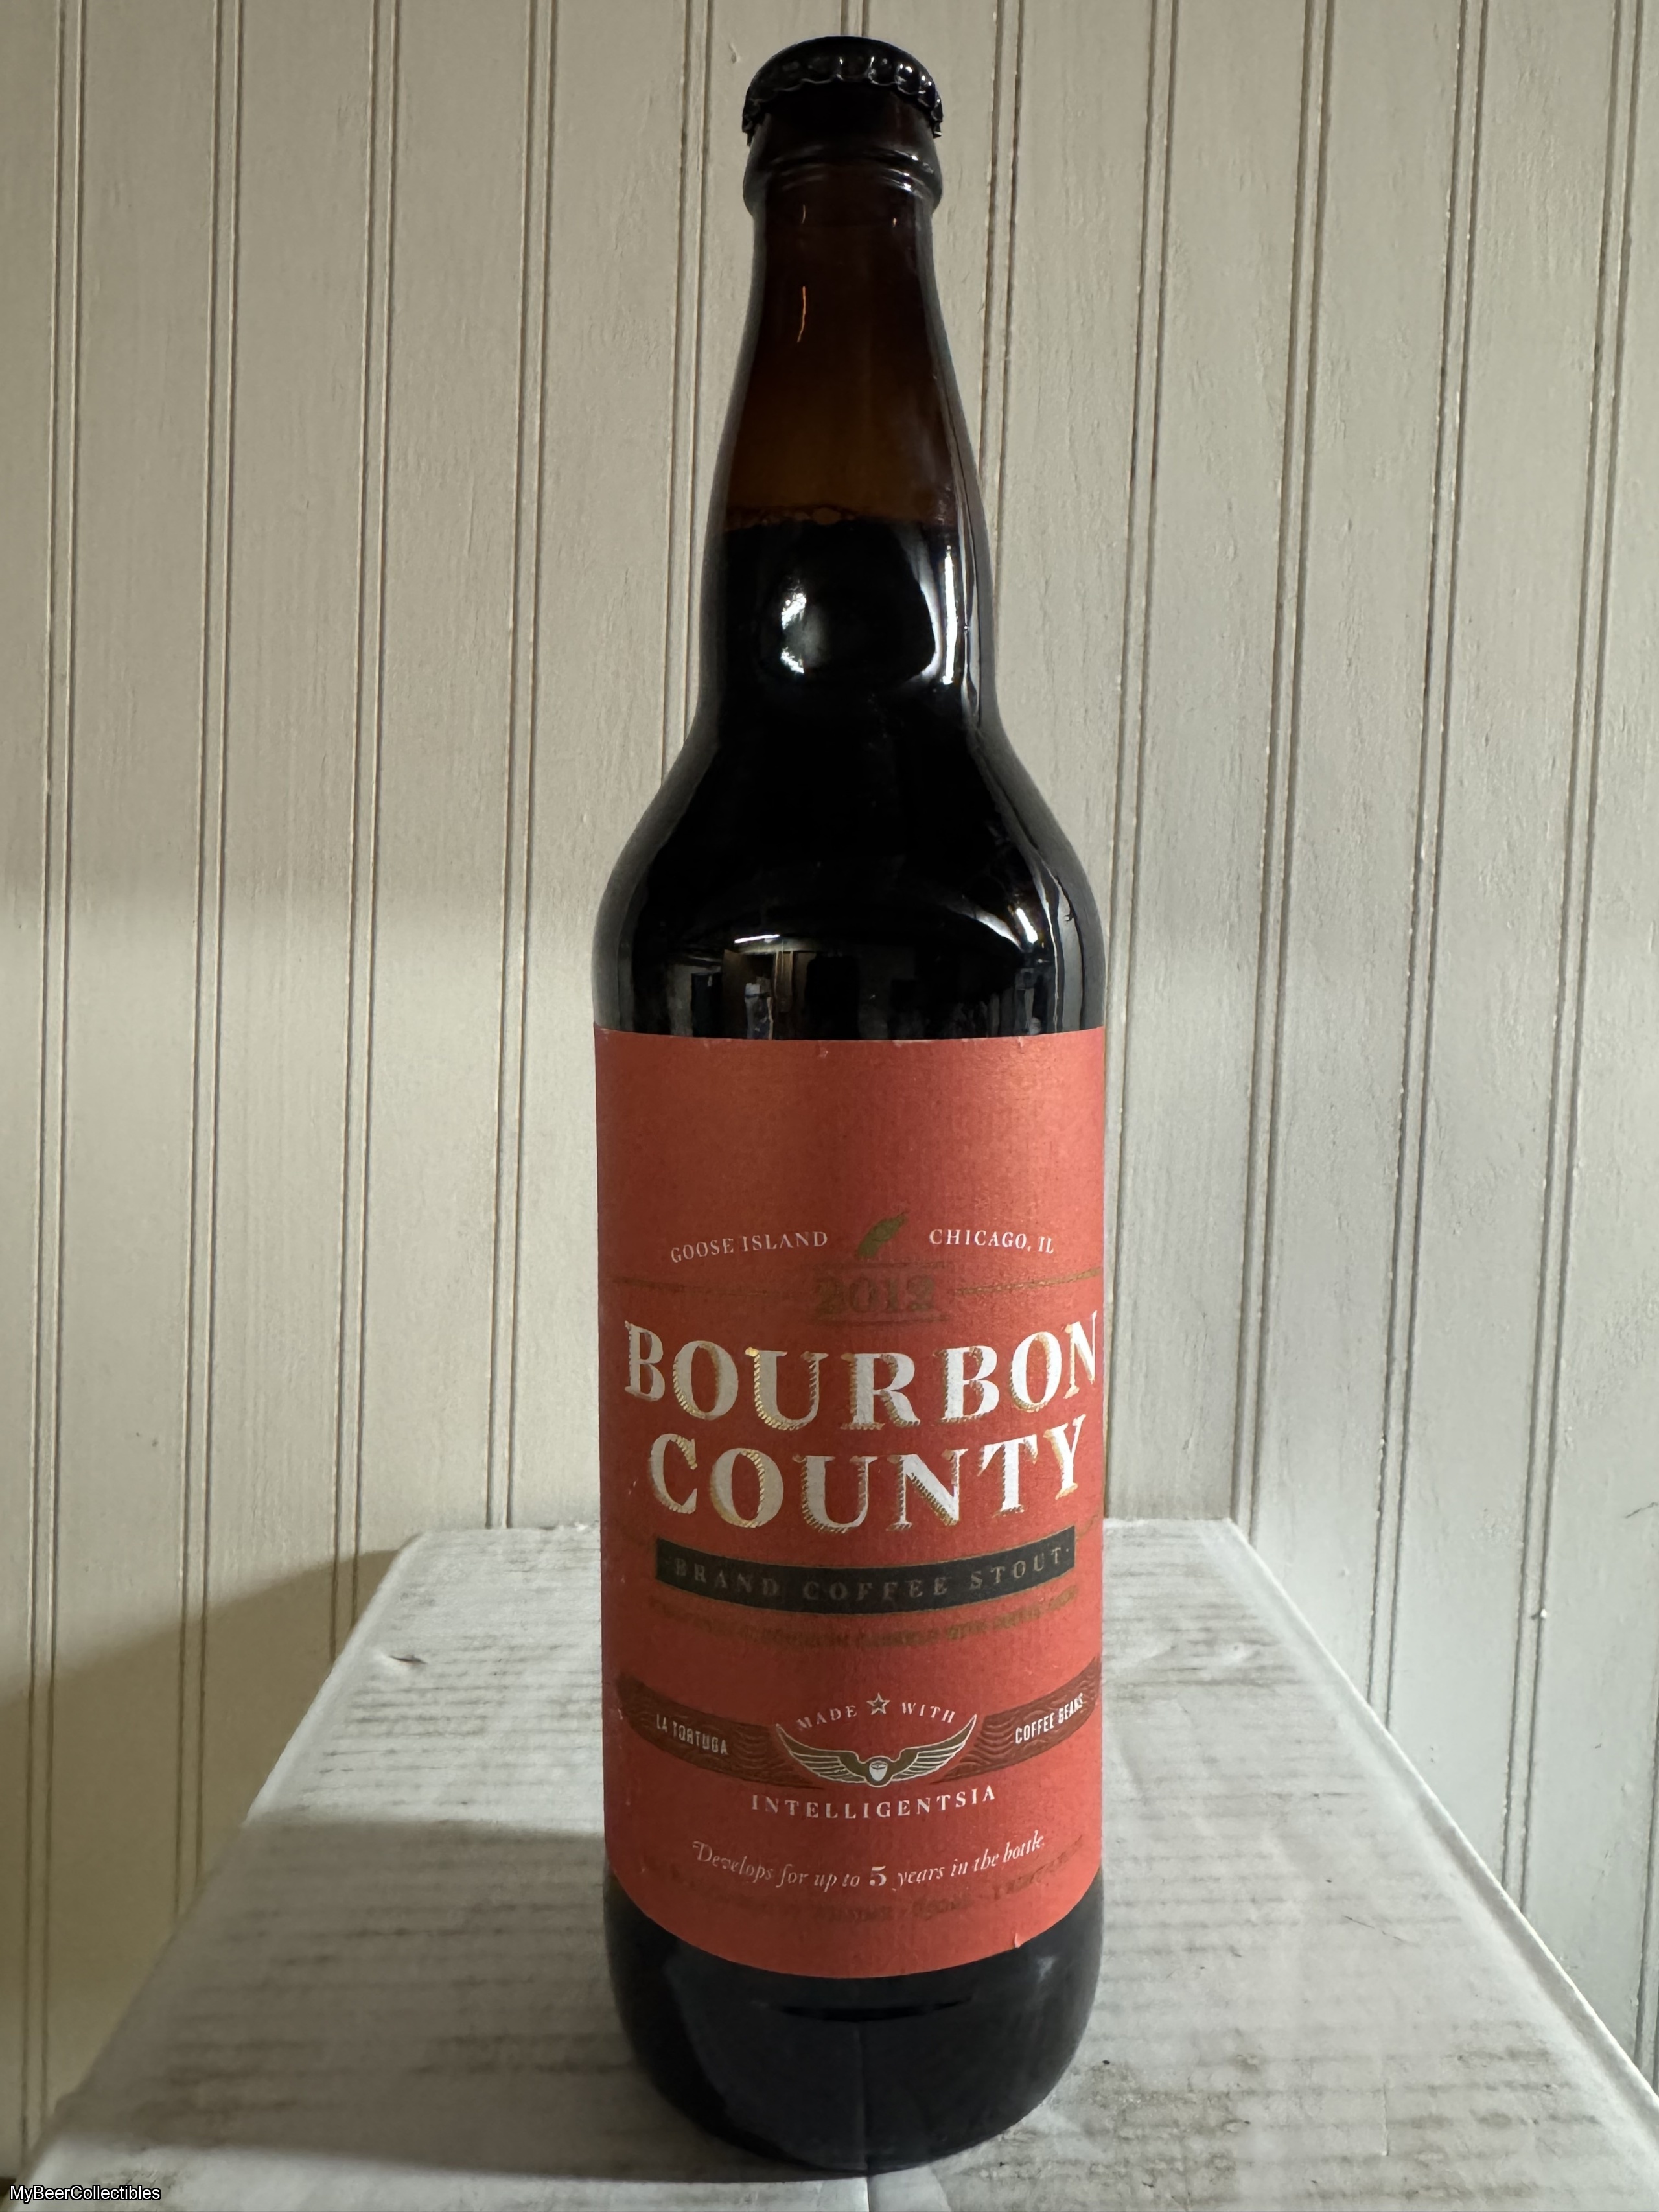 GOOSE ISLAND CHICAGO, IL
2012
BOURBON
COUNTY
·BRAND COFFEE STOUT·
MADE ☆ WITH
LA TORTUGA COFFEE BEANS
INTELLIGENTSIA
Develops for up to 5 years in the bottle.
MyBeerCollectibles